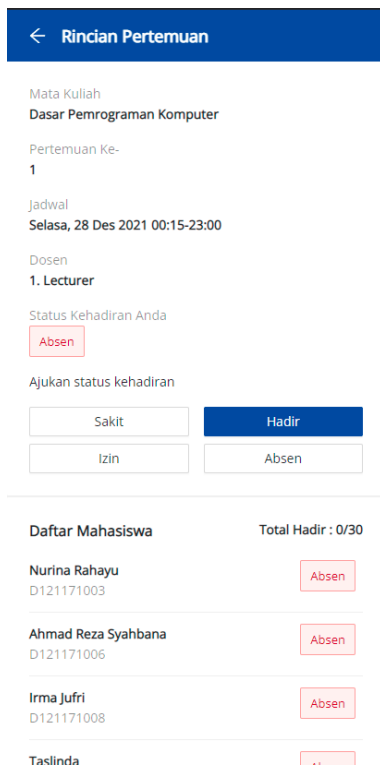 Rincian Pertemuan
Mata Kuliah
Dasar Pemrograman Komputer
Pertemuan Ke-
1
Jadwal
Selasa, 28 Des 2021 00:15-23:00
Dosen
1. Lecturer
Status Kehadiran Anda
Absen
Ajukan status kehadiran
Sakit Hadir
Izin Absen
Daftar Mahasiswa Total Hadir : 0/30
Nurina Rahayu
Absen
D121171003
Ahmad Reza Syahbana
Absen
D121171006
Irma Jufri
Absen
D121171008
Taslinda
Absen